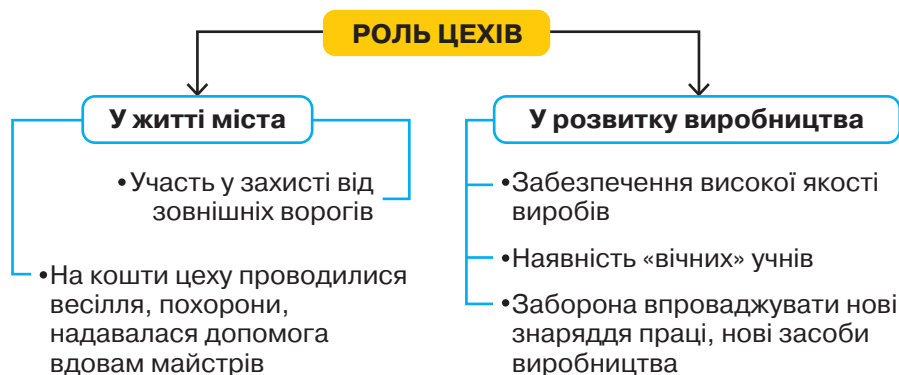 РОЛЬ ЦЕХІВ
У житті міста
•Участь у захисті від
зовнішніх ворогів
•На кошти цеху проводилися
весілля, похорони,
надавалася допомога
вдовам майстрів
У розвитку виробництва
•Забезпечення високої якості
виробів
•Наявність «вічних» учнів
•Заборона впроваджувати нові
знаряддя праці, нові засоби
виробництва